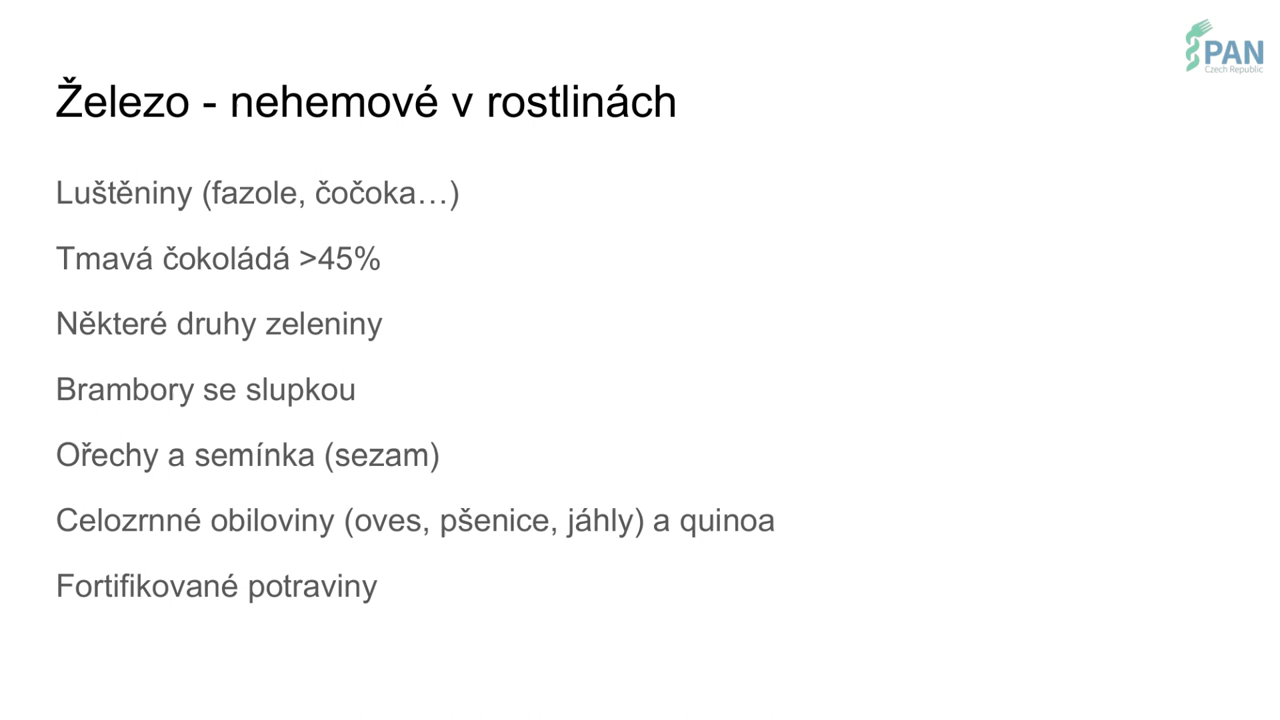 PAN
Czech Republic
Železo - nehemové v rostlinách
Luštěniny (fazole, čočoka…)
Tmavá čokoládá >45%
Některé druhy zeleniny
Brambory se slupkou
Ořechy a semínka (sezam)
Celozrnné obiloviny (oves, pšenice, jáhly) a quinoa
Fortifikované potraviny